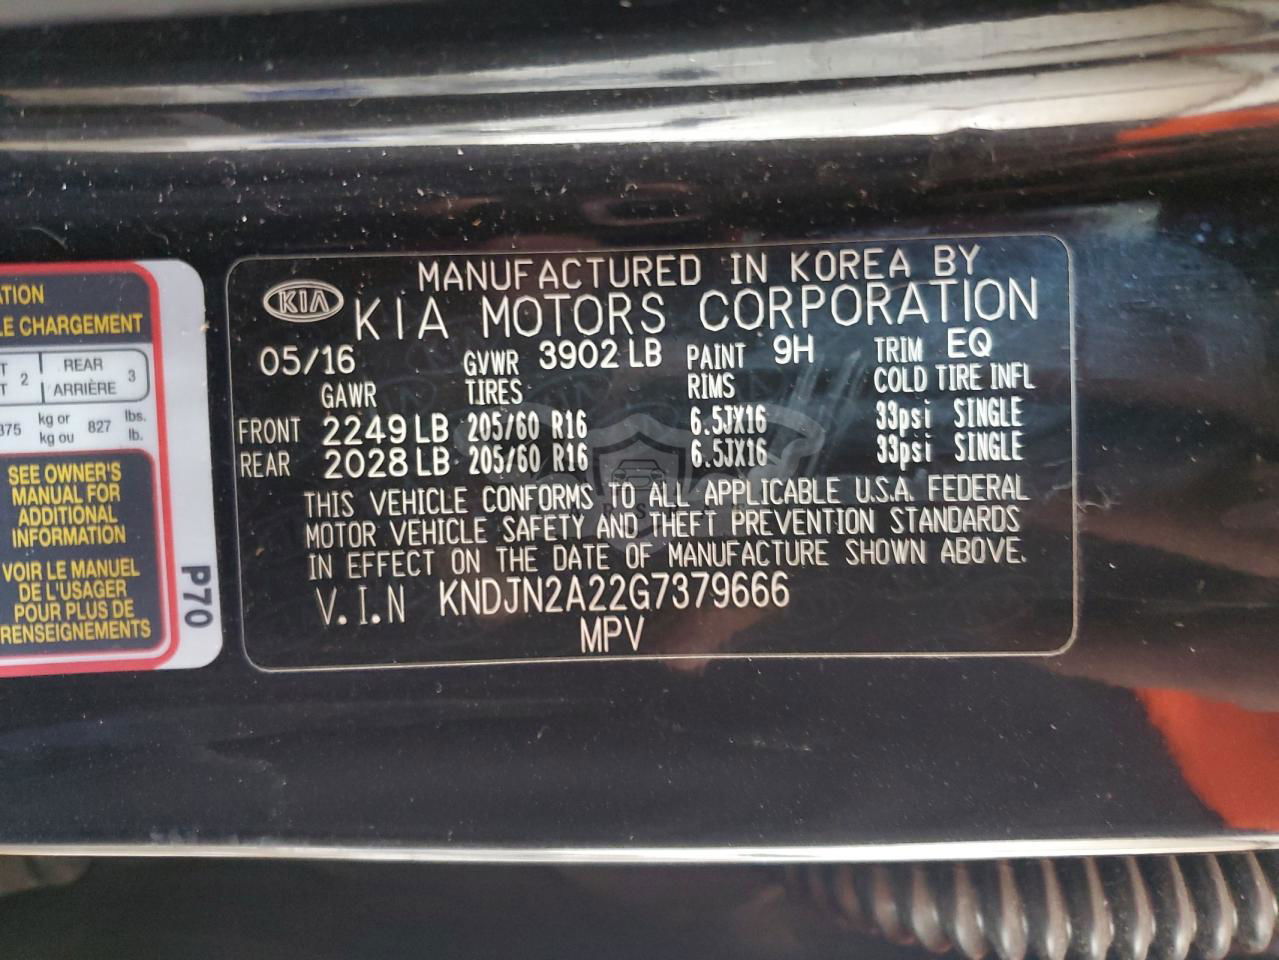 MANUFACTURED IN KOREA BY
KIA
KIA MOTORS CORPORATION
05/16 GVWR 3902 LB PAINT 9H TRIM EQ
GAWR TIRES RIMS COLD TIRE INFL
FRONT 2249 LB 205/60 R16 6.5JX16 33psi SINGLE
REAR 2028 LB 205/60 R16 6.5JX16 33psi SINGLE
THIS VEHICLE CONFORMS TO ALL APPLICABLE U.S.A. FEDERAL
MOTOR VEHICLE SAFETY AND THEFT PREVENTION STANDARDS
IN EFFECT ON THE DATE OF MANUFACTURE SHOWN ABOVE.
V.I.N KNDJN2A22G7379666
MPV
ATION
LE CHARGEMENT
T 2 REAR 3
T ARRIÈRE
375 kg or 827 lbs.
kg ou lb.
SEE OWNER'S
MANUAL FOR
ADDITIONAL
INFORMATION
VOIR LE MANUEL
DE L'USAGER
POUR PLUS DE
RENSEIGNEMENTS
P70